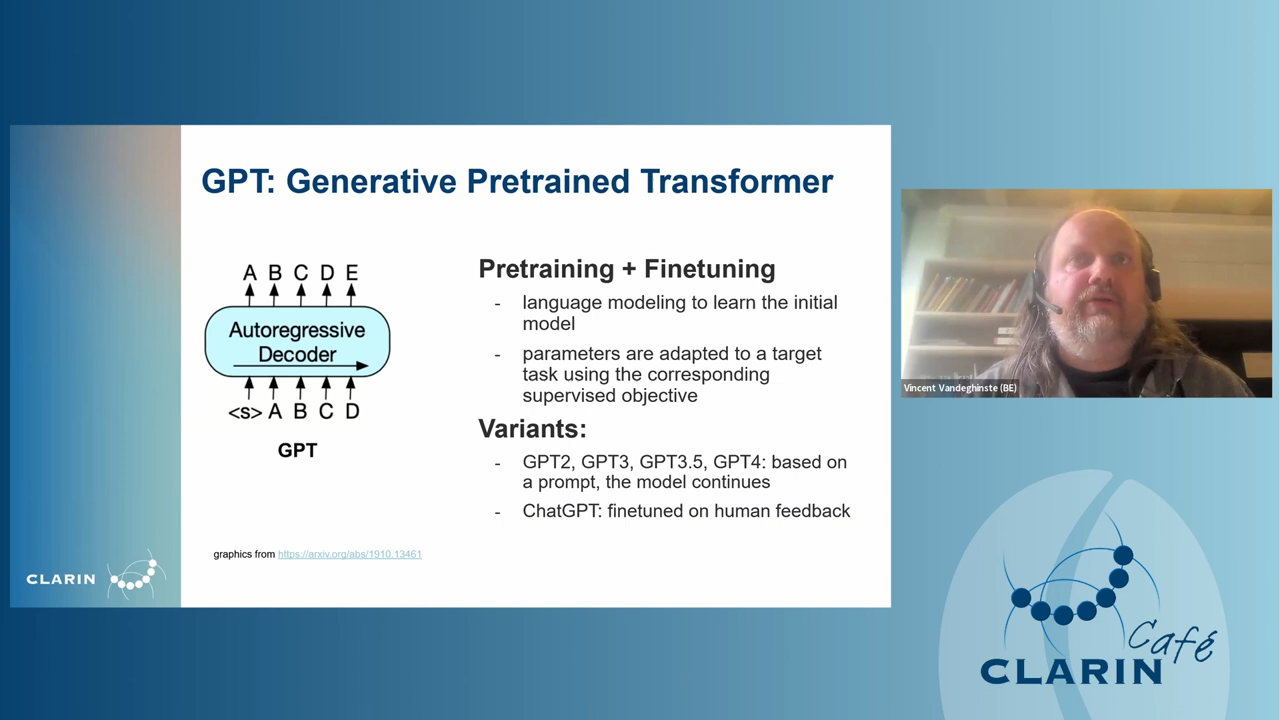 GPT: Generative Pretrained Transformer
A B C D E
Autoregressive
Decoder
<s> A B C D
GPT
Pretraining + Finetuning
- language modeling to learn the initial
model
- parameters are adapted to a target
task using the corresponding
supervised objective
Variants:
- GPT2, GPT3, GPT3.5, GPT4: based on
a prompt, the model continues
- ChatGPT: finetuned on human feedback
graphics from https://arxiv.org/abs/1910.13461
CLARIN
Vincent Vandeghinste (BE)
Café
CLARIN